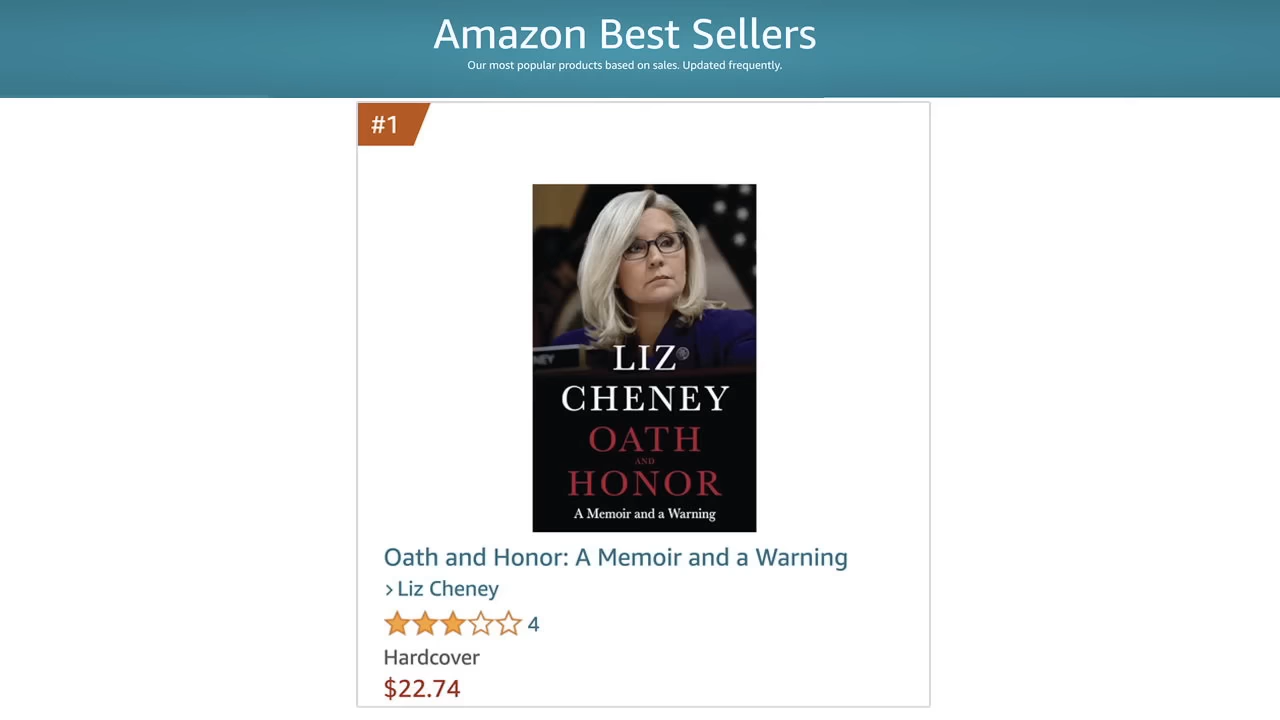 Amazon Best Sellers
Our most popular products based on sales. Updated frequently.
#1
NEY
LIZ
CHENEY
OATH
AND
HONOR
A Memoir and a Warning
Oath and Honor: A Memoir and a Warning
› Liz Cheney
4
Hardcover
$22.74